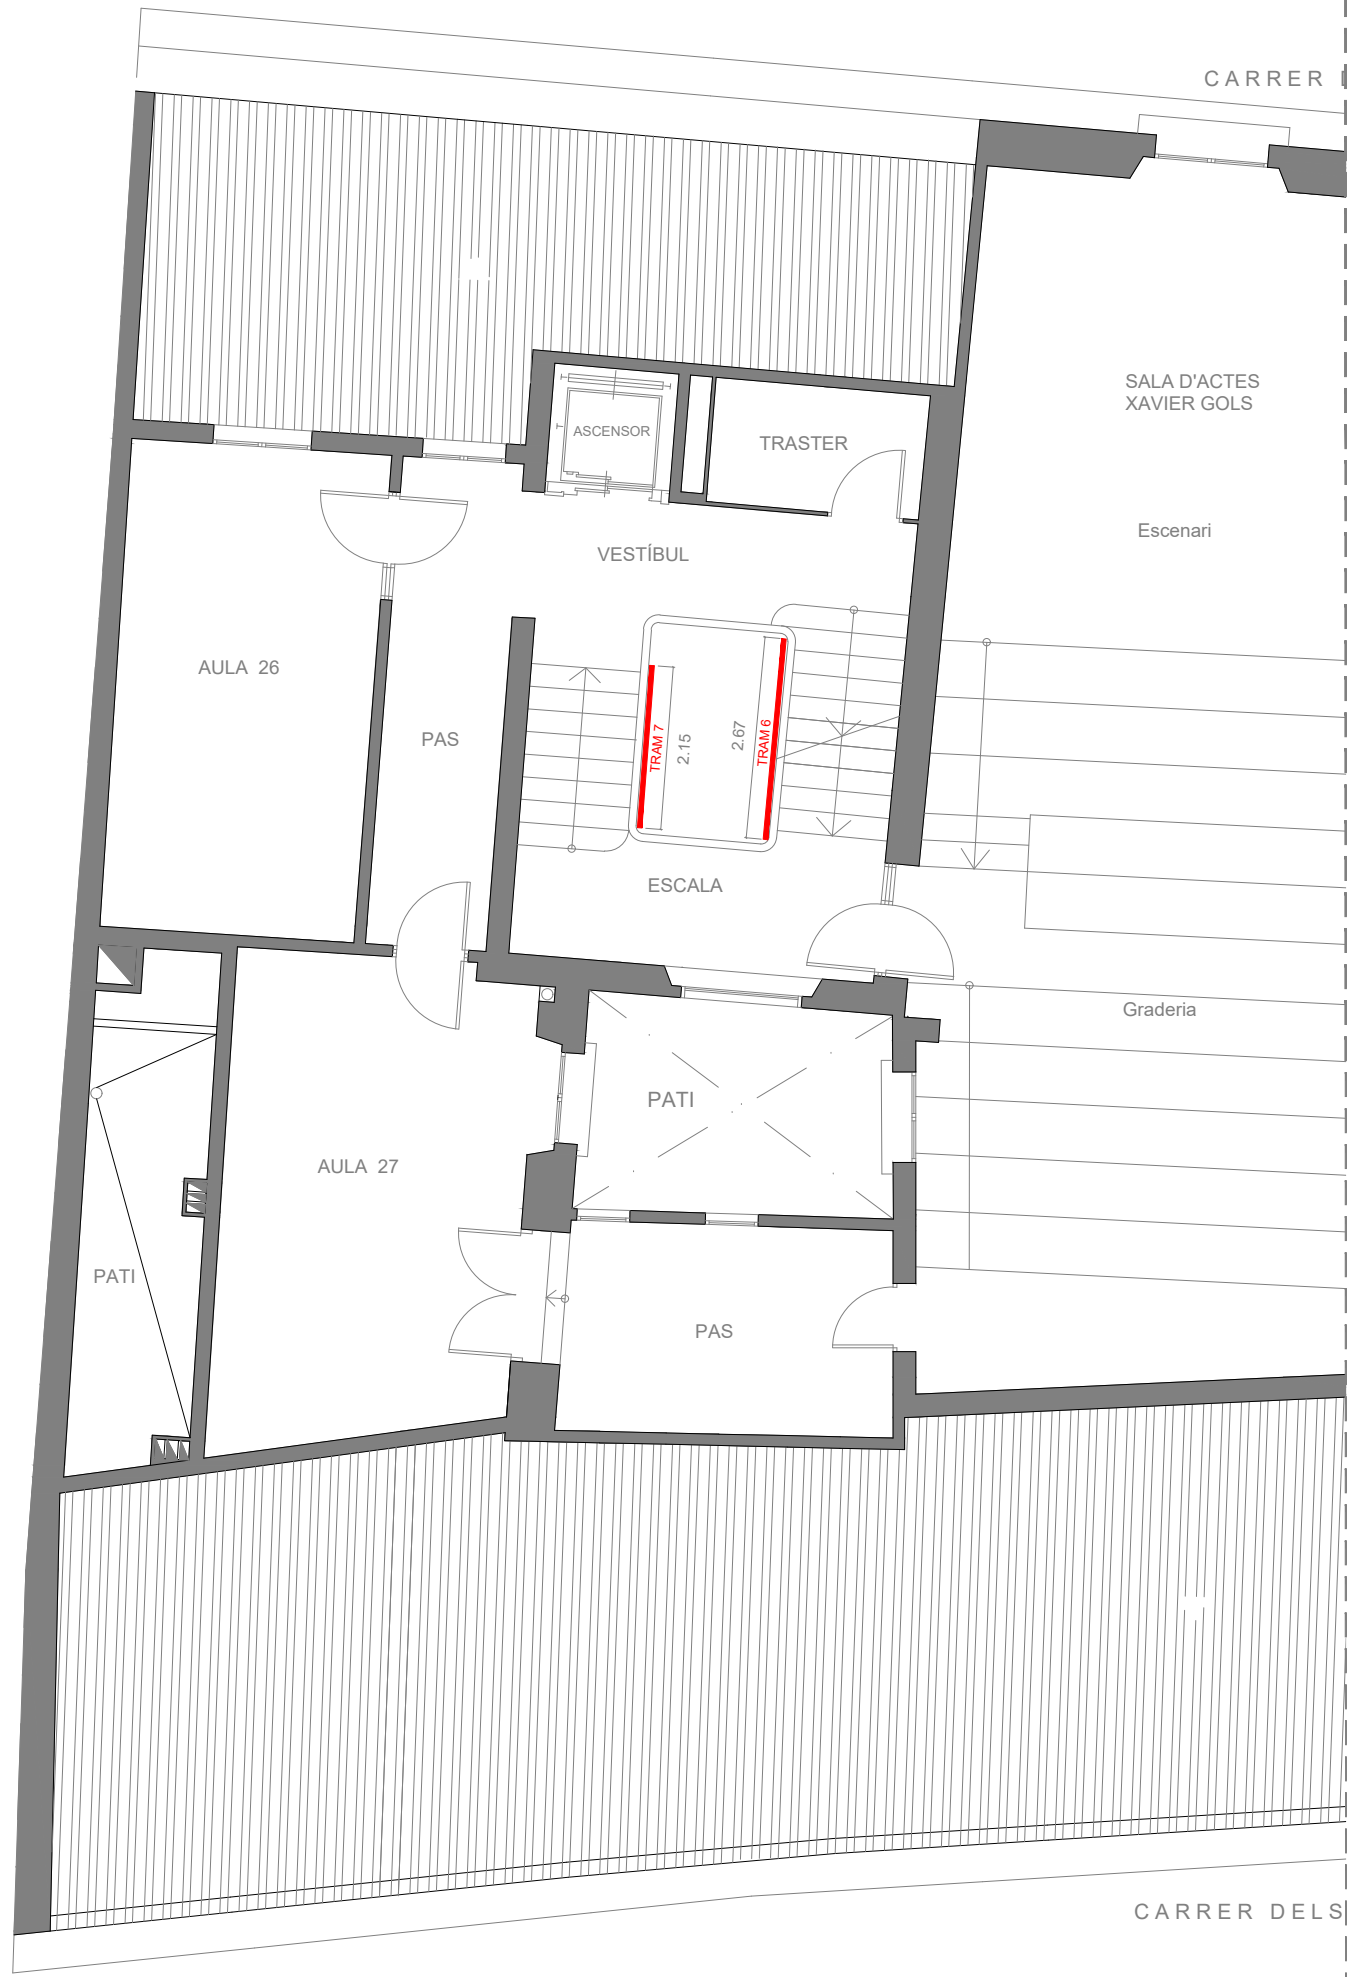 CARRER
SALA D'ACTES
XAVIER GOLS
ASCENSOR
TRASTER
Escenari
VESTÍBUL
AULA 26
PAS
TRAM 7
2.15
2.67
TRAM 6
ESCALA
Graderia
PATI
AULA 27
PATI
PAS
CARRER DELS